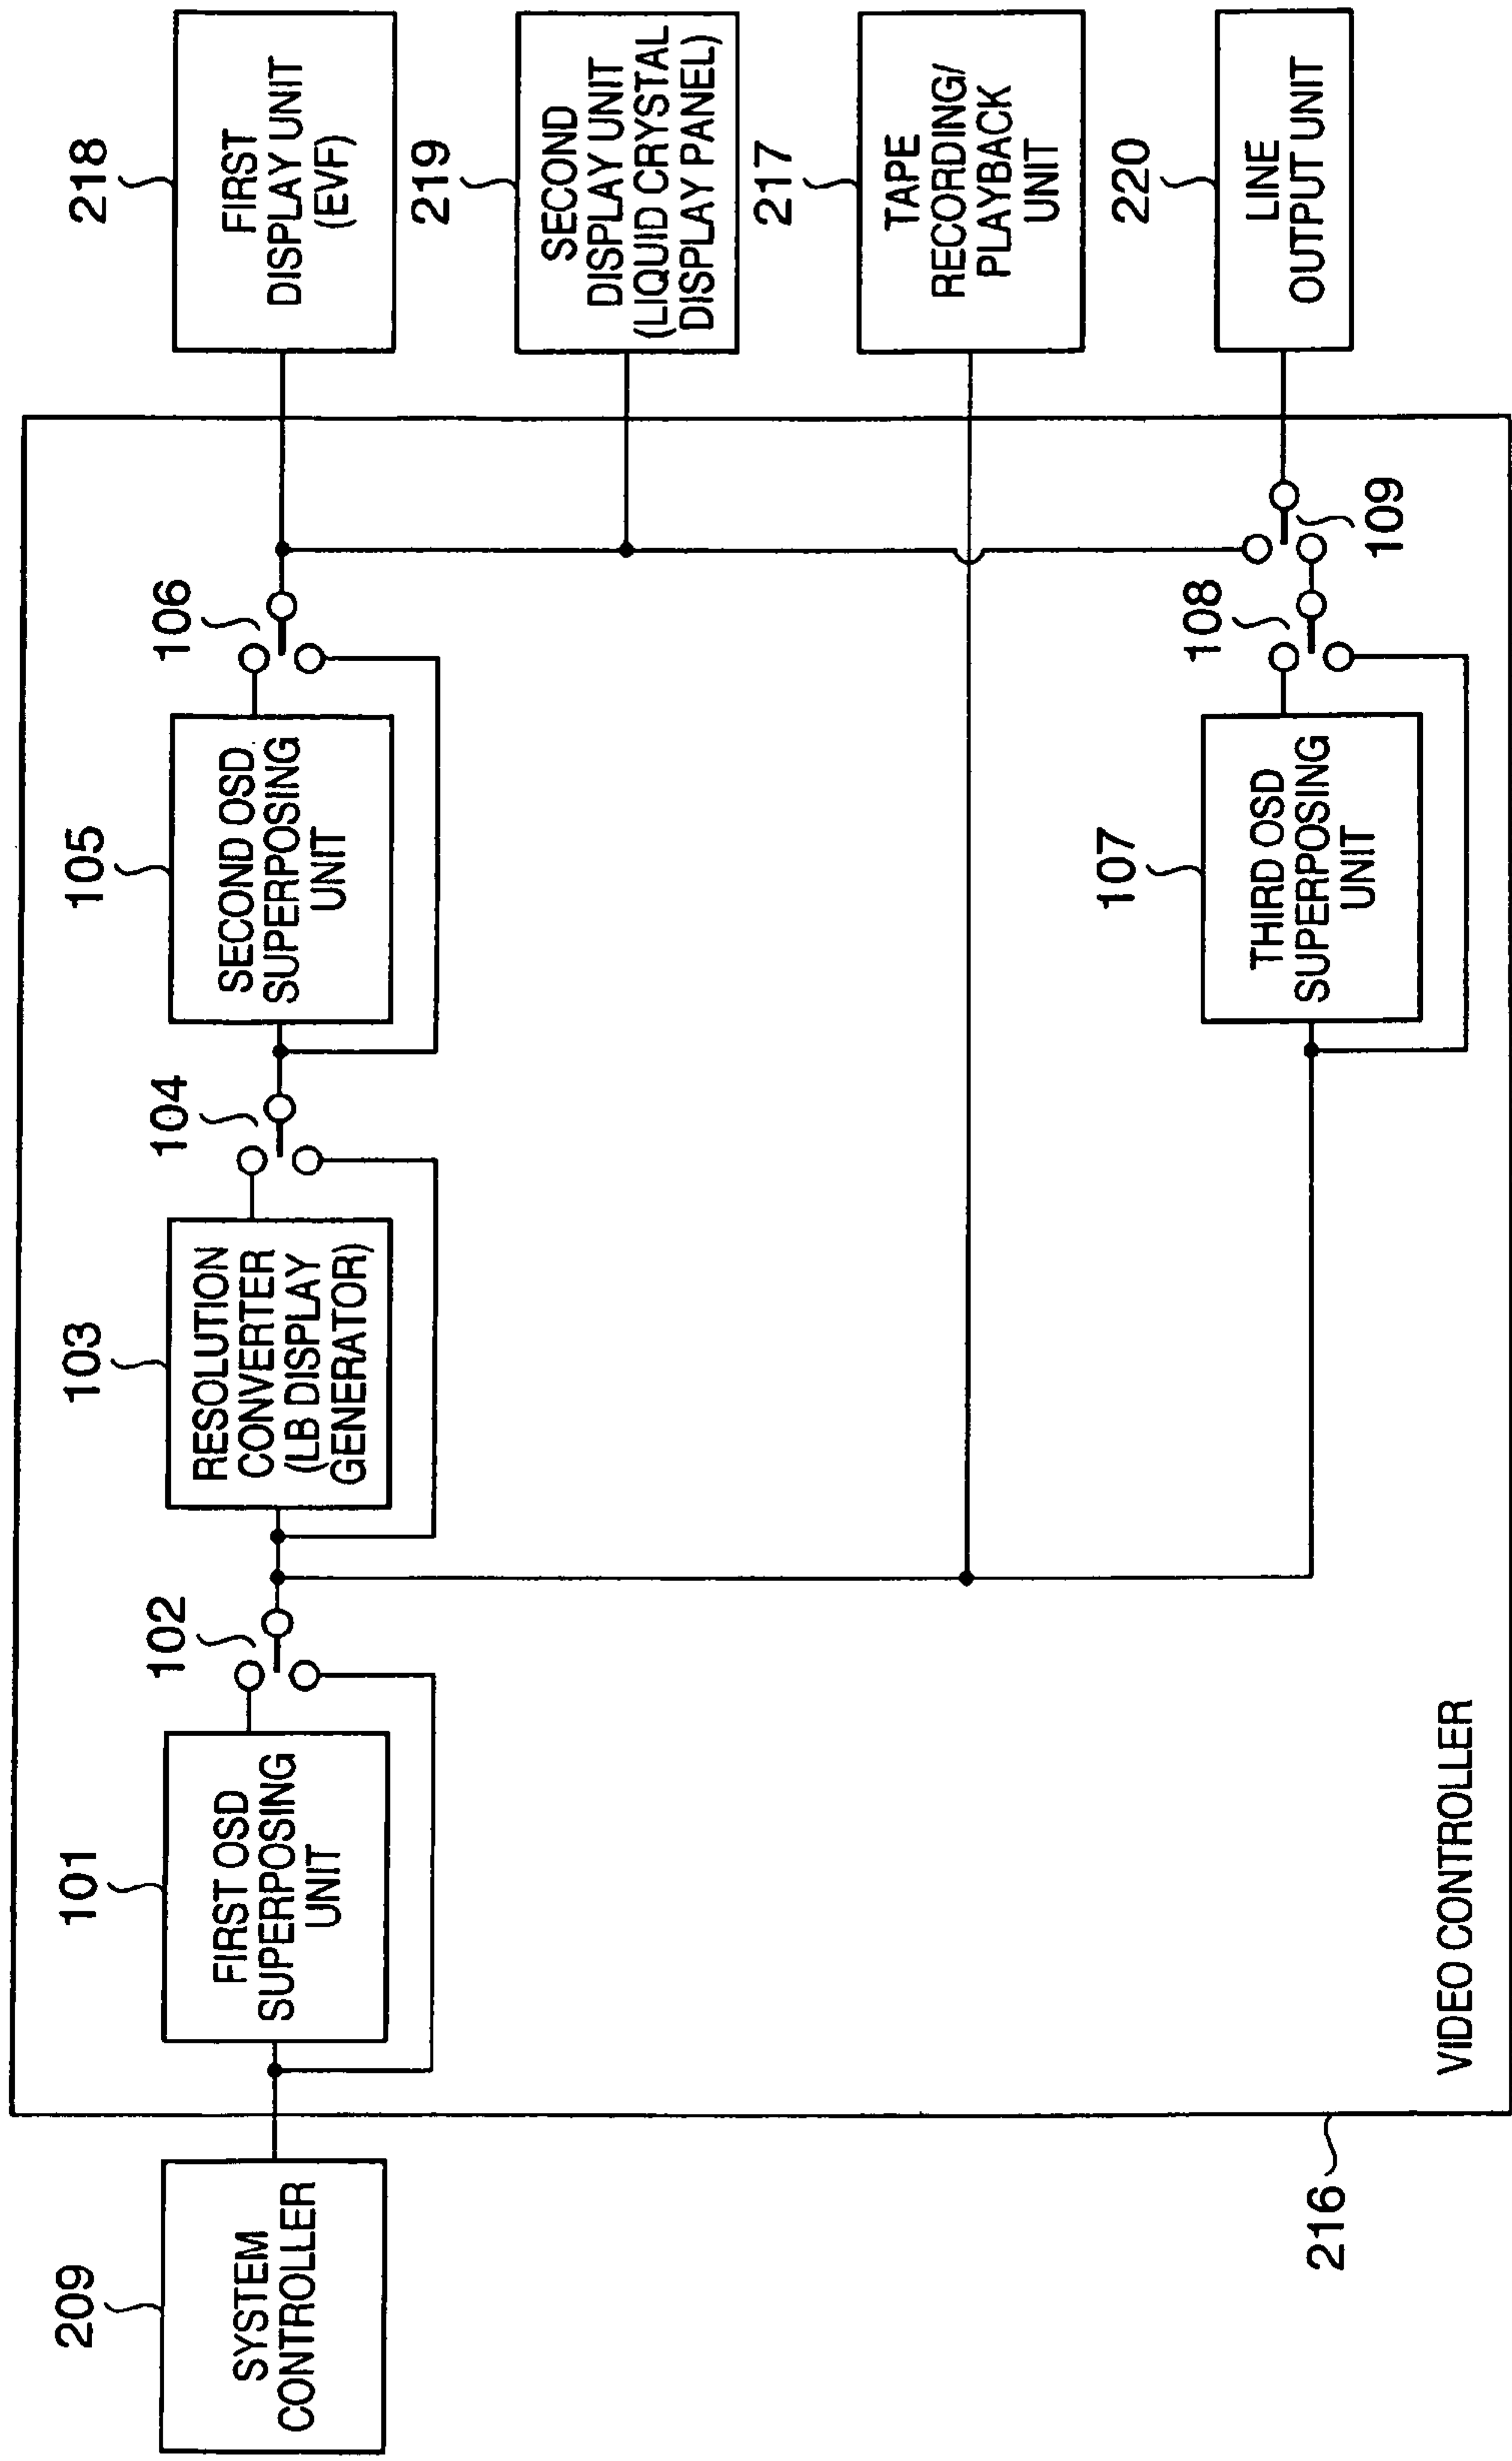 209
SYSTEM
CONTROLLER
101
FIRST OSD
SUPERPOSING
UNIT
102
103
RESOLUTION
CONVERTER
(LB DISPLAY
GENERATOR)
104
105
SECOND OSD
SUPERPOSING
UNIT
106
218
FIRST
DISPLAY UNIT
(EVF)
219
SECOND
DISPLAY UNIT
(LIQUID CRYSTAL
DISPLAY PANEL)
217
TAPE
RECORDING/
PLAYBACK
UNIT
107
THIRD OSD
SUPERPOSING
UNIT
108
109
220
LINE
OUTPUT UNIT
216
VIDEO CONTROLLER